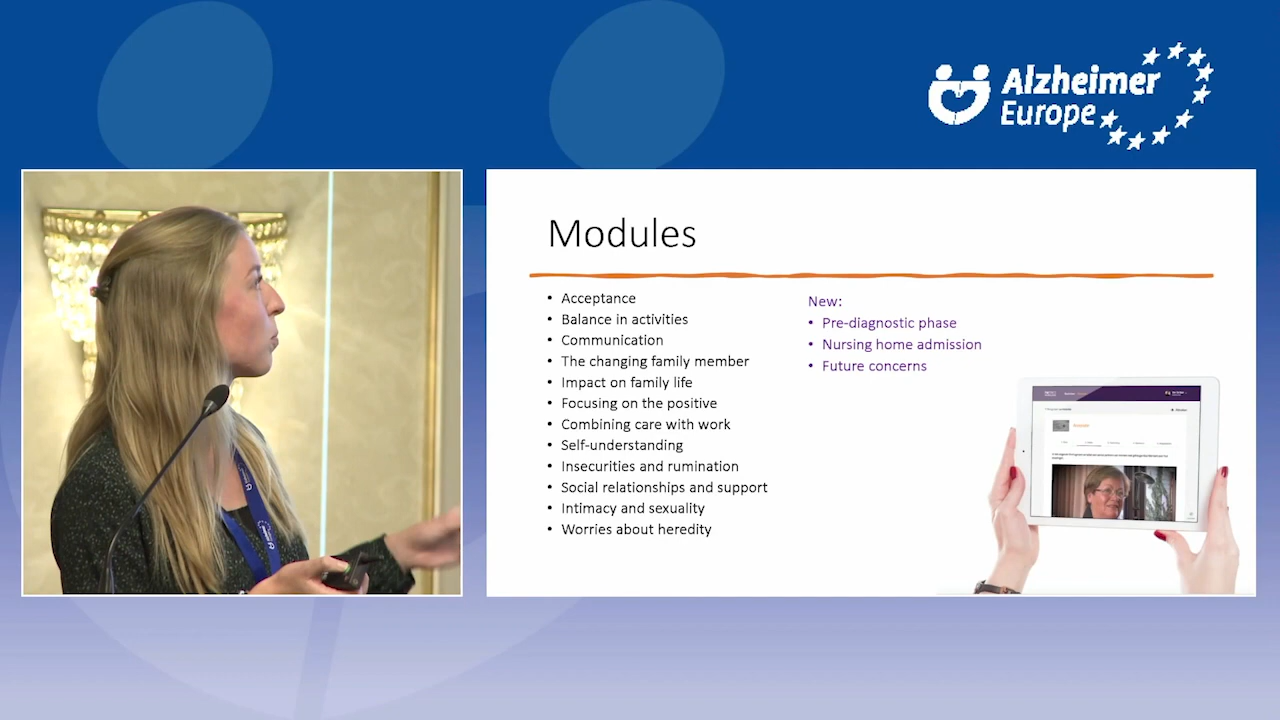 Alzheimer
Europe
Modules
• Acceptance
• Balance in activities
• Communication
• The changing family member
• Impact on family life
• Focusing on the positive
• Combining care with work
• Self-understanding
• Insecurities and rumination
• Social relationships and support
• Intimacy and sexuality
• Worries about heredity
New:
• Pre-diagnostic phase
• Nursing home admission
• Future concerns